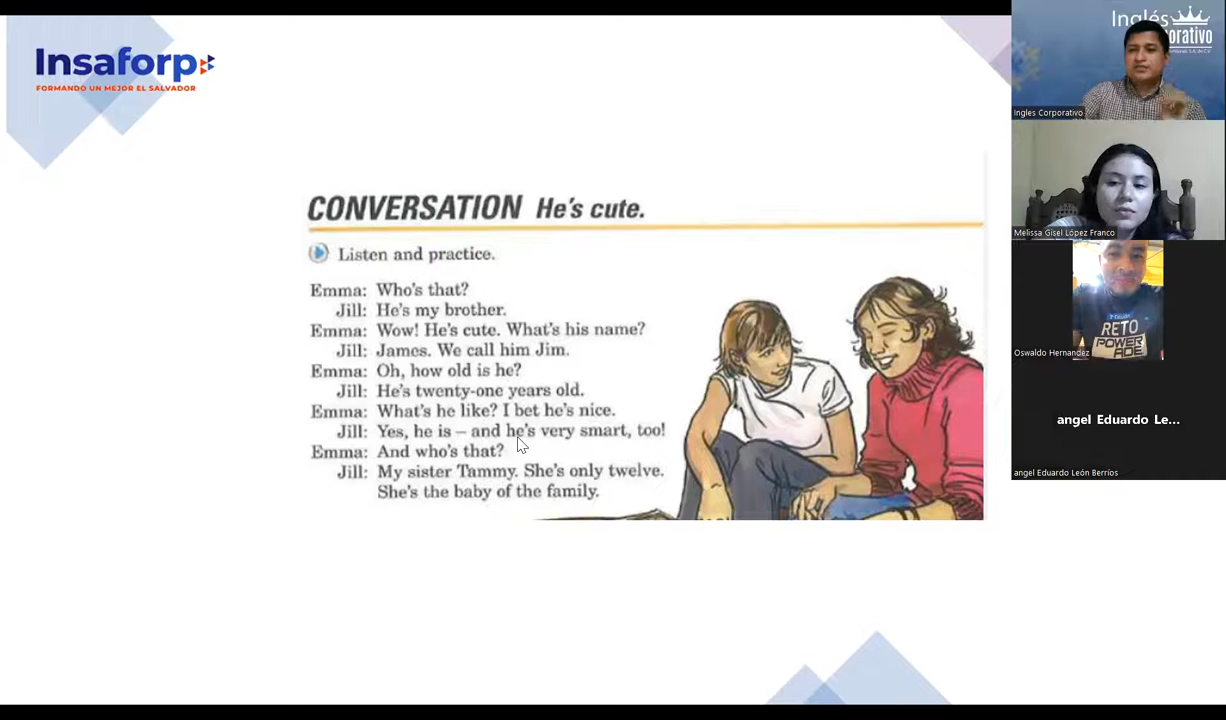 Insaforp
FORMANDO UN MEJOR EL SALVADOR
CONVERSATION He's cute.
Listen and practice.
Emma: Who's that?
Jill: He's my brother.
Emma: Wow! He's cute. What's his name?
Jill: James. We call him Jim.
Emma: Oh, how old is he?
Jill: He's twenty-one years old.
Emma: What's he like? I bet he's nice.
Jill: Yes, he is – and he's very smart, too!
Emma: And who's that?
Jill: My sister Tammy. She's only twelve.
She's the baby of the family.
Inglés
Ingles Corporativo
Melissa Gisel López Franco
RETO
POWER
ADE
Oswaldo Hernandez
angel Eduardo Le...
angel Eduardo León Berríos